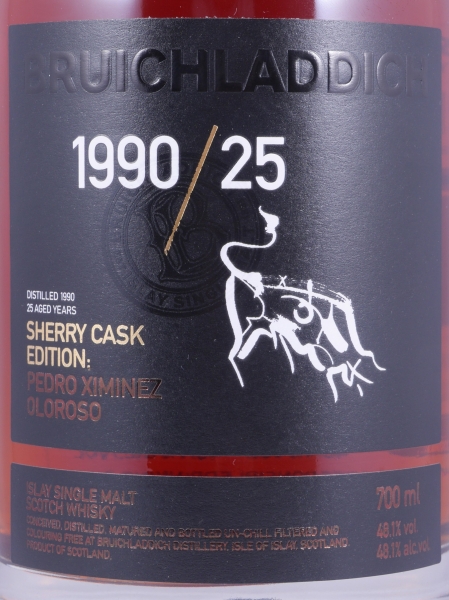 BRUICHLADDICH
1990/25
DISTILLED 1990
25 AGED YEARS
SHERRY CASK
EDITION:
PEDRO XIMINEZ
OLOROSO
ISLAY SINGLE MALT
SCOTCH WHISKY
CONCEIVED, DISTILLED, MATURED AND BOTTLED UN-CHILL FILTERED AND
COLOURING FREE AT BRUICHLADDICH DISTILLERY, ISLE OF ISLAY, SCOTLAND.
PRODUCT OF SCOTLAND.
700 ml
48.1% vol
48.1% alc.vol